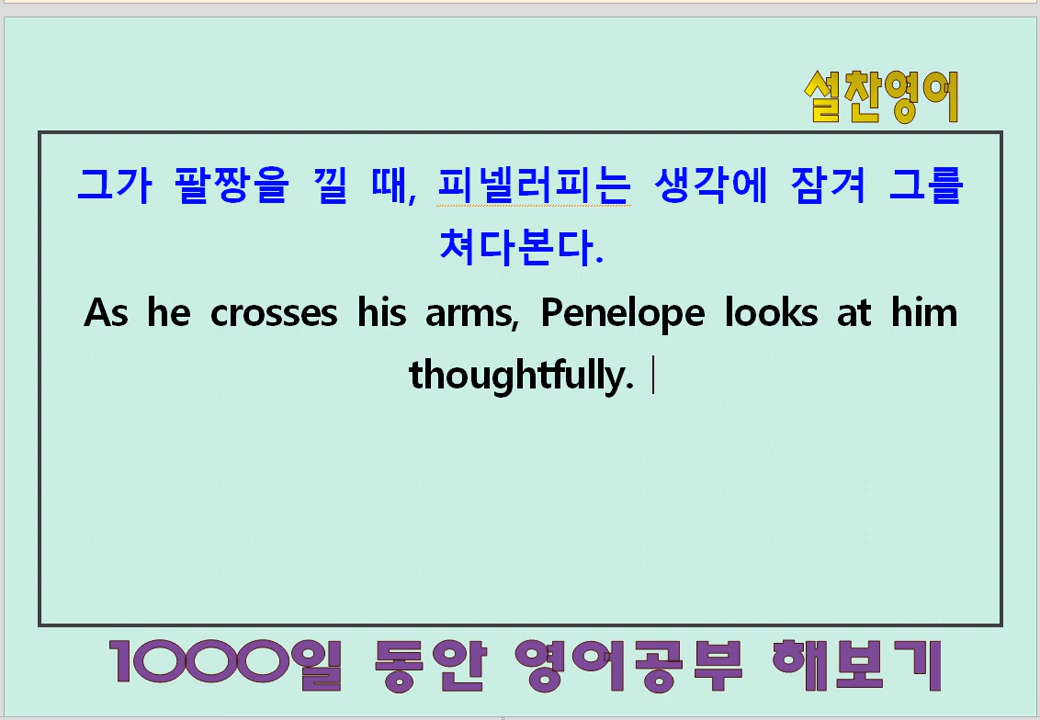 설찬영어
그가 팔짱을 낄 때, 피넬러피는 생각에 잠겨 그를
쳐다본다.
As he crosses his arms, Penelope looks at him
thoughtfully.
1000일 동안 영어공부 해보기